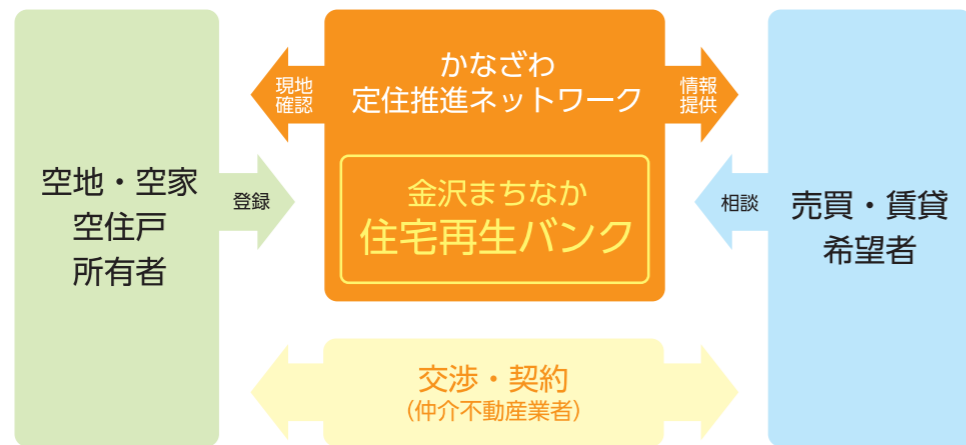 空地・空家
空住戸
所有者
現地
確認
登録
かなざわ
定住推進ネットワーク
金沢まちなか
住宅再生バンク
情報
提供
相談
売買・賃貸
希望者
交渉・契約
(仲介不動産業者)